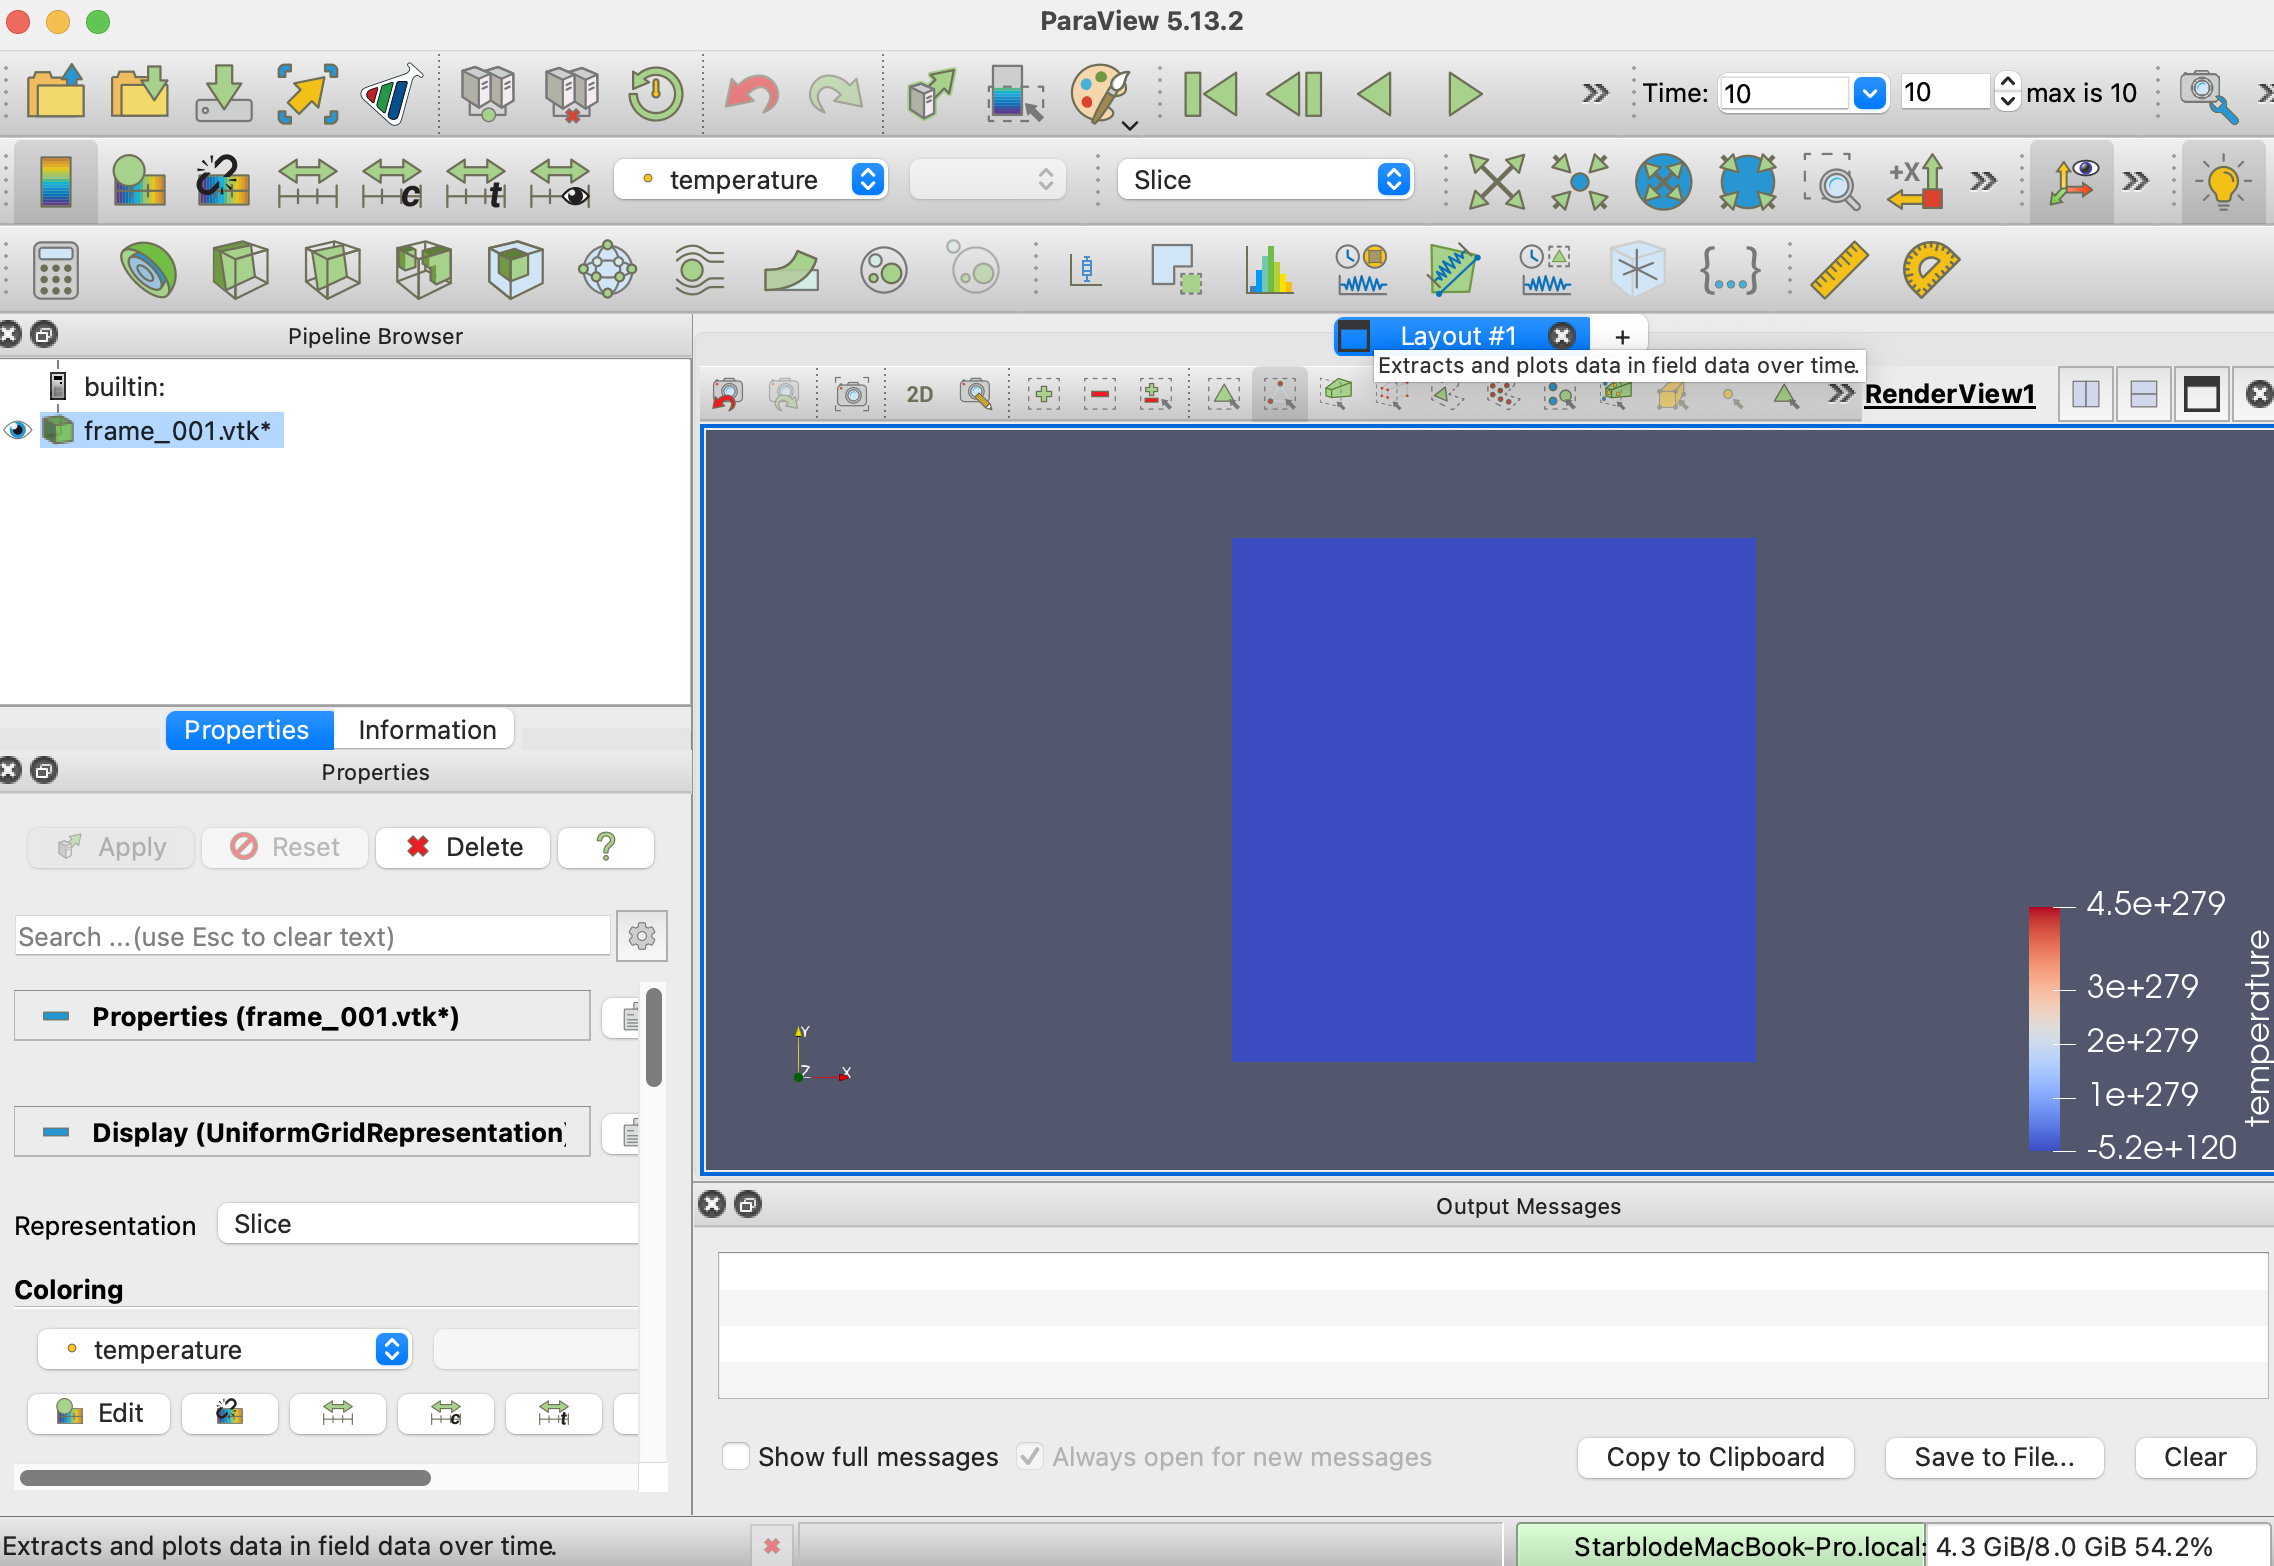 ParaView 5.13.2
Time: 10 10 max is 10
c t temperature Slice +X
Pipeline Browser
builtin:
frame_001.vtk*
Properties Information
Properties
Apply Reset Delete ?
Search ...(use Esc to clear text)
Properties (frame_001.vtk*)
Display (UniformGridRepresentation)
Representation Slice
Coloring
temperature
Edit c t
Layout #1 +
Extracts and plots data in field data over time.
2D RenderView1
4.5e+279
3e+279
2e+279
1e+279
-5.2e+120
temperature
Y
Z X
Output Messages
Show full messages Always open for new messages Copy to Clipboard Save to File... Clear
Extracts and plots data in field data over time. StarblodeMacBook-Pro.local: 4.3 GiB/8.0 GiB 54.2%